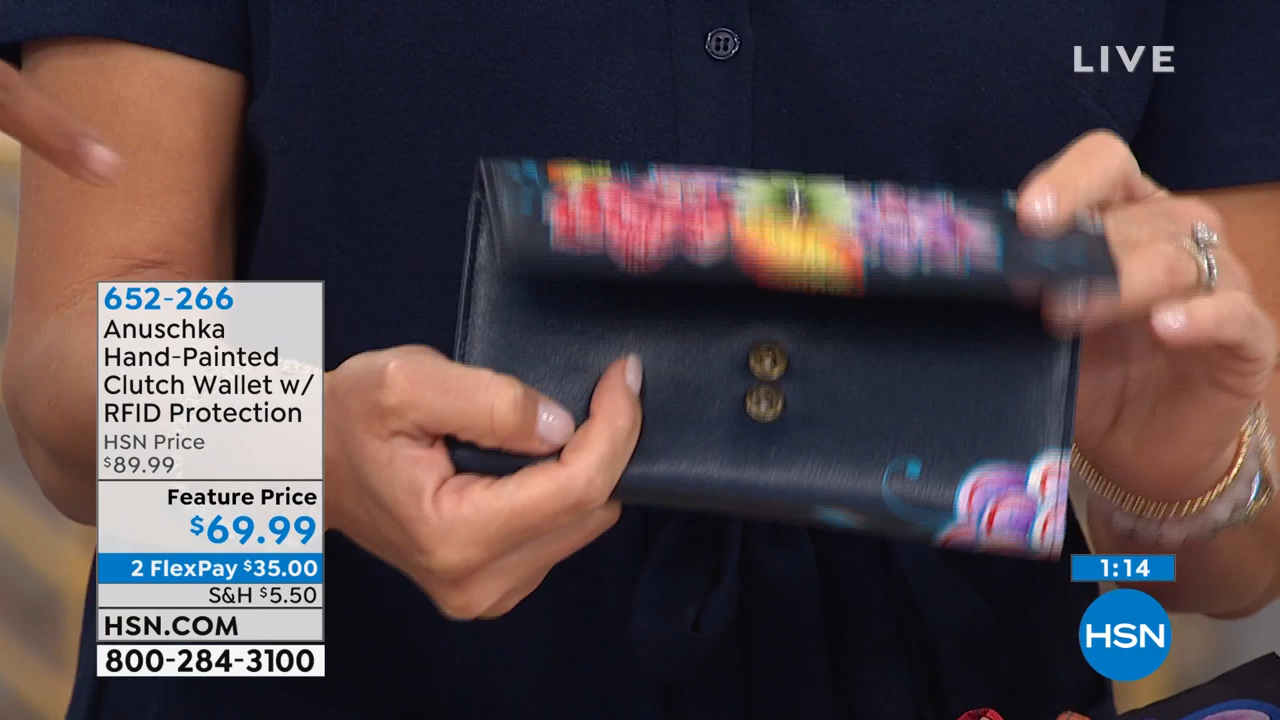 LIVE
652-266
Anuschka
Hand-Painted
Clutch Wallet w/
RFID Protection
HSN Price
$89.99
Feature Price
$69.99
2 FlexPay $35.00
S&H $5.50
HSN.COM
800-284-3100
1:14
HSN